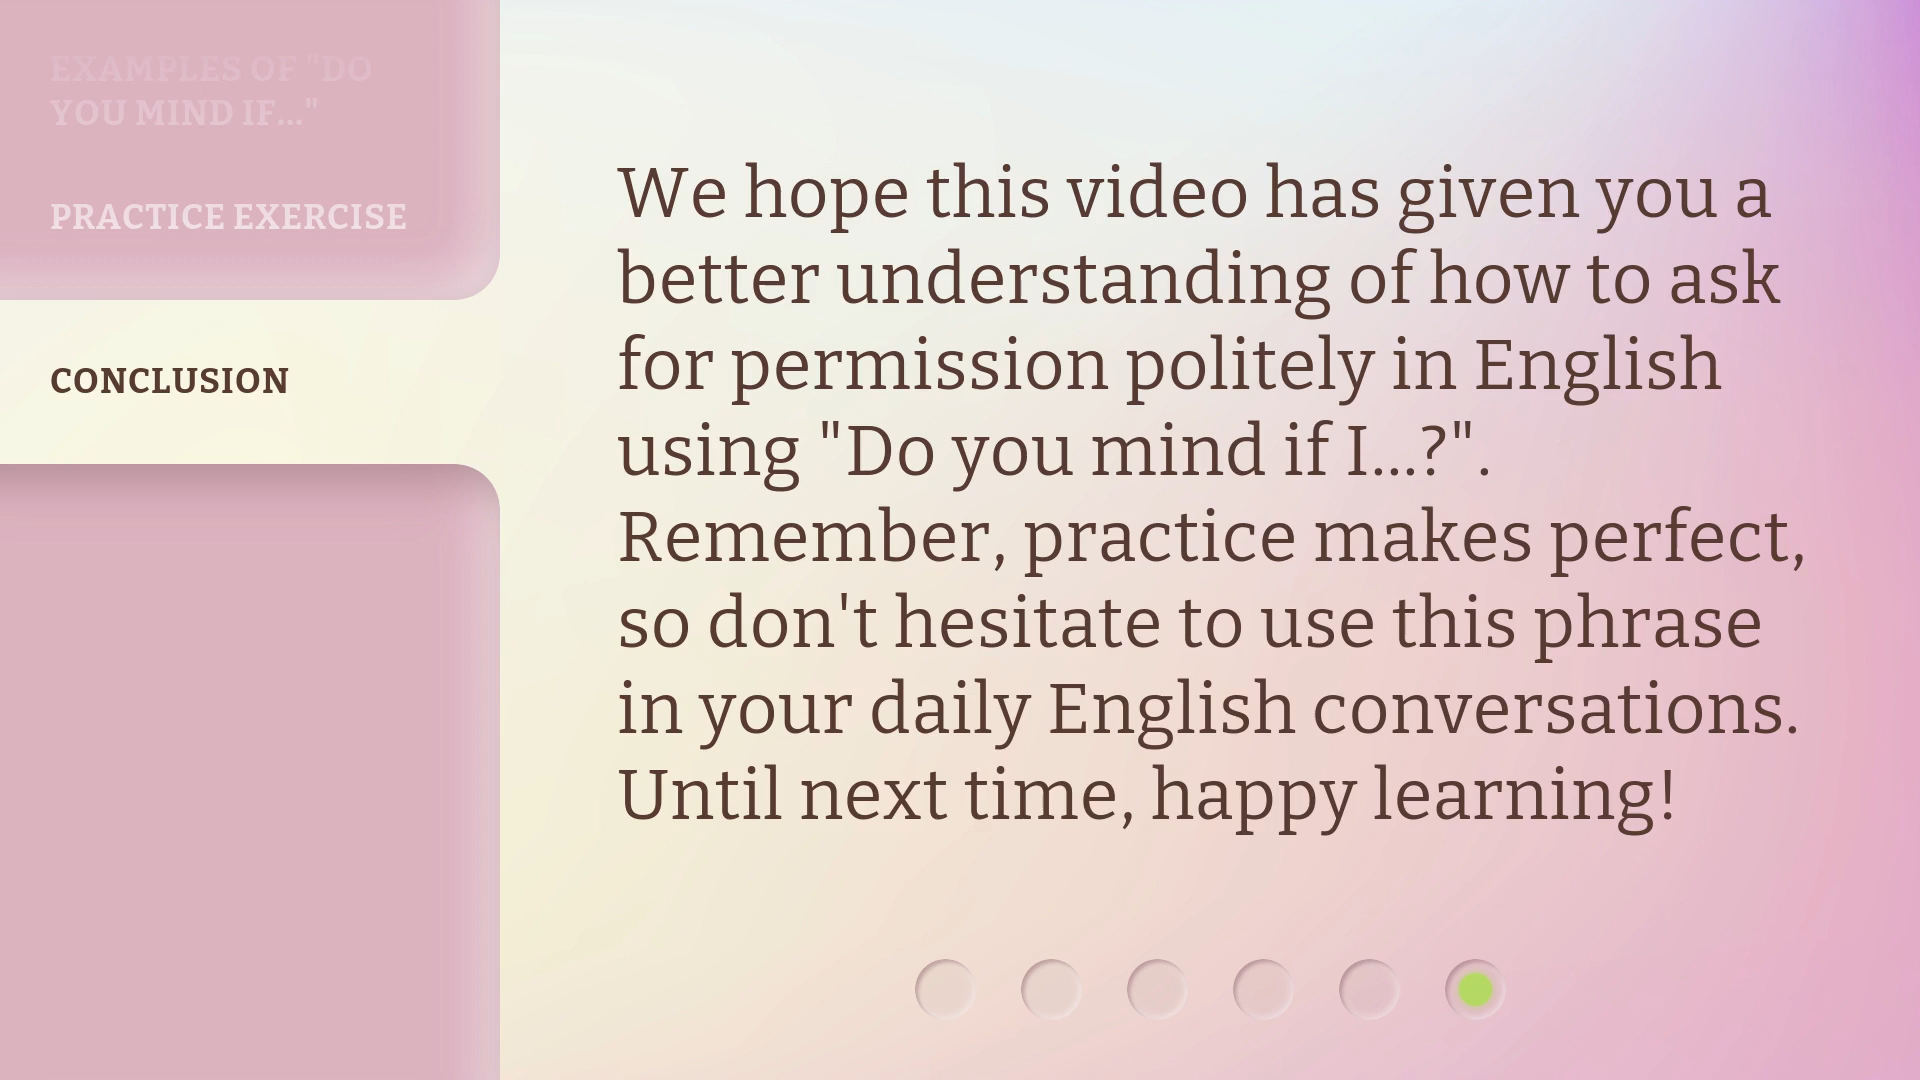 EXAMPLES OF "DO
YOU MIND IF..."
PRACTICE EXERCISE
CONCLUSION
We hope this video has given you a
better understanding of how to ask
for permission politely in English
using "Do you mind if I...?".
Remember, practice makes perfect,
so don't hesitate to use this phrase
in your daily English conversations.
Until next time, happy learning!